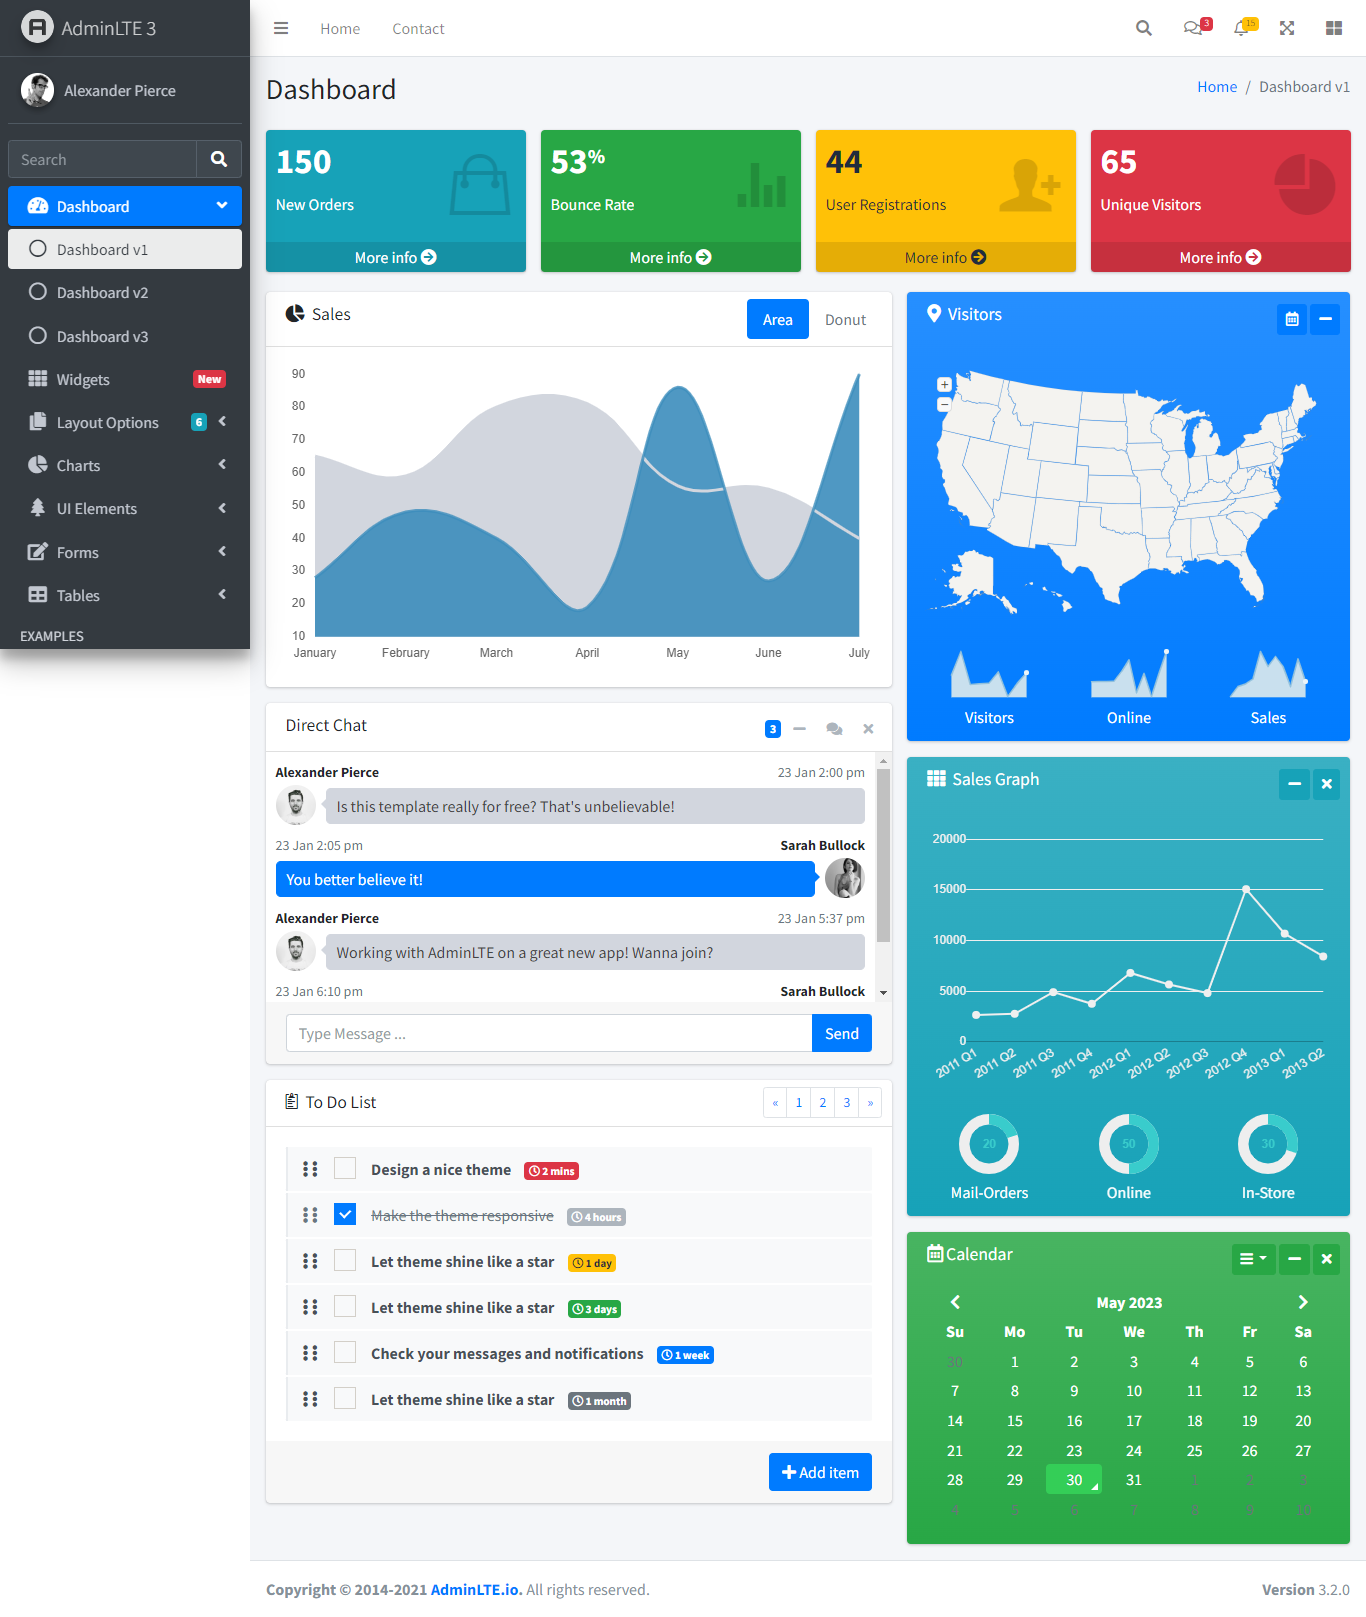 AdminLTE 3
Home
Contact
3
15
Alexander Pierce
Search
Dashboard
Dashboard v1
Dashboard v2
Dashboard v3
Widgets
New
Layout Options
6
Charts
UI Elements
Forms
Tables
EXAMPLES
Dashboard
Home / Dashboard v1
150
New Orders
More info
53%
Bounce Rate
More info
44
User Registrations
More info
65
Unique Visitors
More info
Sales
Area
Donut
90
80
70
60
50
40
30
20
10
January
February
March
April
May
June
July
Direct Chat
3
Alexander Pierce
23 Jan 2:00 pm
Is this template really for free? That's unbelievable!
23 Jan 2:05 pm
Sarah Bullock
You better believe it!
Alexander Pierce
23 Jan 5:37 pm
Working with AdminLTE on a great new app! Wanna join?
23 Jan 6:10 pm
Sarah Bullock
Type Message ...
Send
To Do List
« 1 2 3 »
Design a nice theme
2 mins
Make the theme responsive
4 hours
Let theme shine like a star
1 day
Let theme shine like a star
3 days
Check your messages and notifications
1 week
Let theme shine like a star
1 month
Add item
Visitors
+
−
Visitors
Online
Sales
Sales Graph
20000
15000
10000
5000
0
2011 Q1
2011 Q2
2011 Q3
2011 Q4
2012 Q1
2012 Q2
2012 Q3
2012 Q4
2013 Q1
2013 Q2
20
50
30
Mail-Orders
Online
In-Store
Calendar
May 2023
Su Mo Tu We Th Fr Sa
30 1 2 3 4 5 6
7 8 9 10 11 12 13
14 15 16 17 18 19 20
21 22 23 24 25 26 27
28 29 30 31 1 2 3
4 5 6 7 8 9 10
Copyright © 2014-2021 AdminLTE.io. All rights reserved.
Version 3.2.0